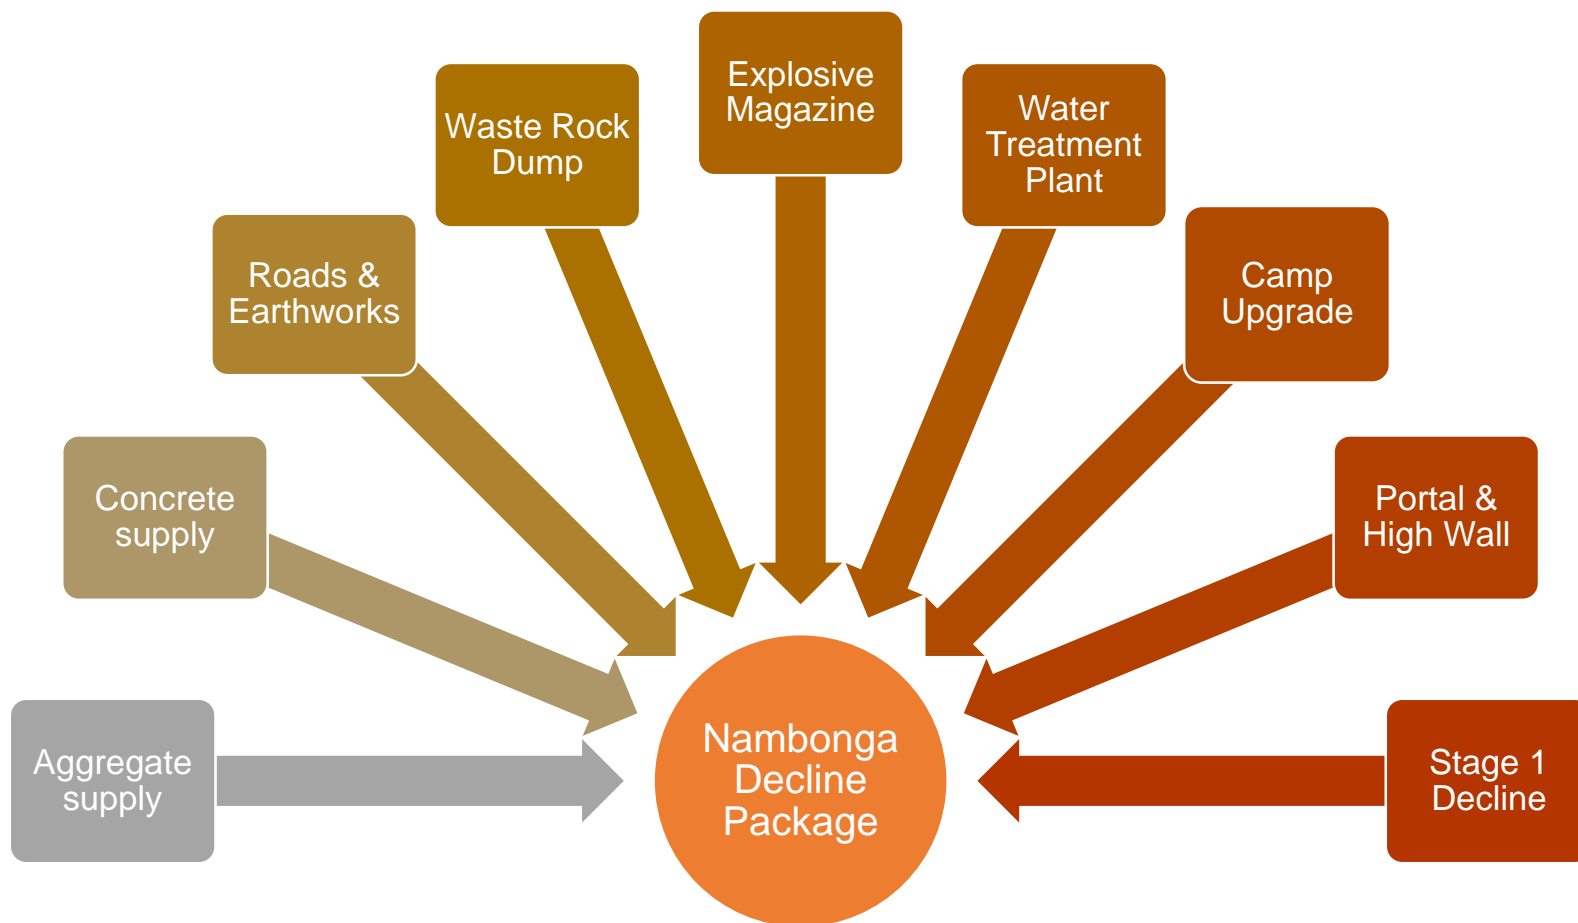 Explosive
Magazine
Waste Rock
Dump
Water
Treatment
Plant
Roads &
Earthworks
Camp
Upgrade
Concrete
supply
Portal &
High Wall
Aggregate
supply
Nambonga
Decline
Package
Stage 1
Decline